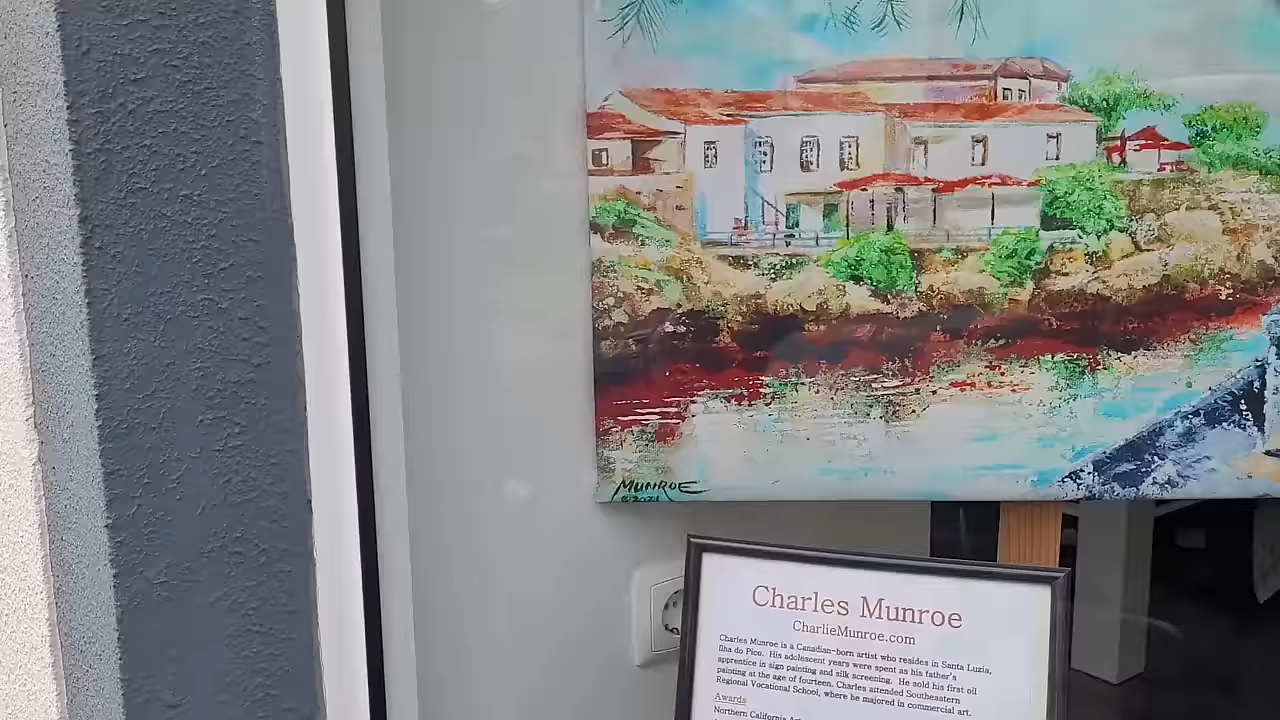 MUNROE
©2021
Charles Munroe
CharlieMunroe.com
Charles Munroe is a Canadian-born artist who resides in Santa Luzia,
Ilha do Pico. His adolescent years were spent as his father's
apprentice in sign painting and silk screening. He sold his first oil
painting at the age of fourteen. Charles attended Southeastern
Regional Vocational School, where he majored in commercial art.
Awards
Northern California